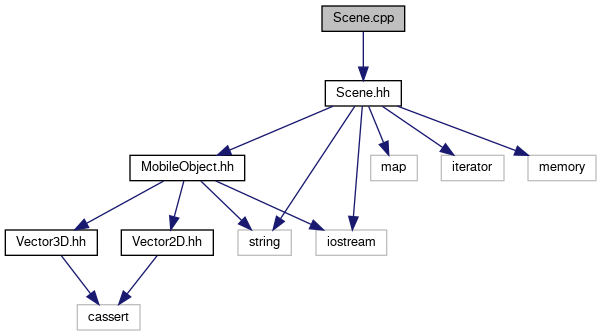 Scene.cpp
Scene.hh
MobileObject.hh
map
iterator
memory
Vector3D.hh
Vector2D.hh
string
iostream
cassert